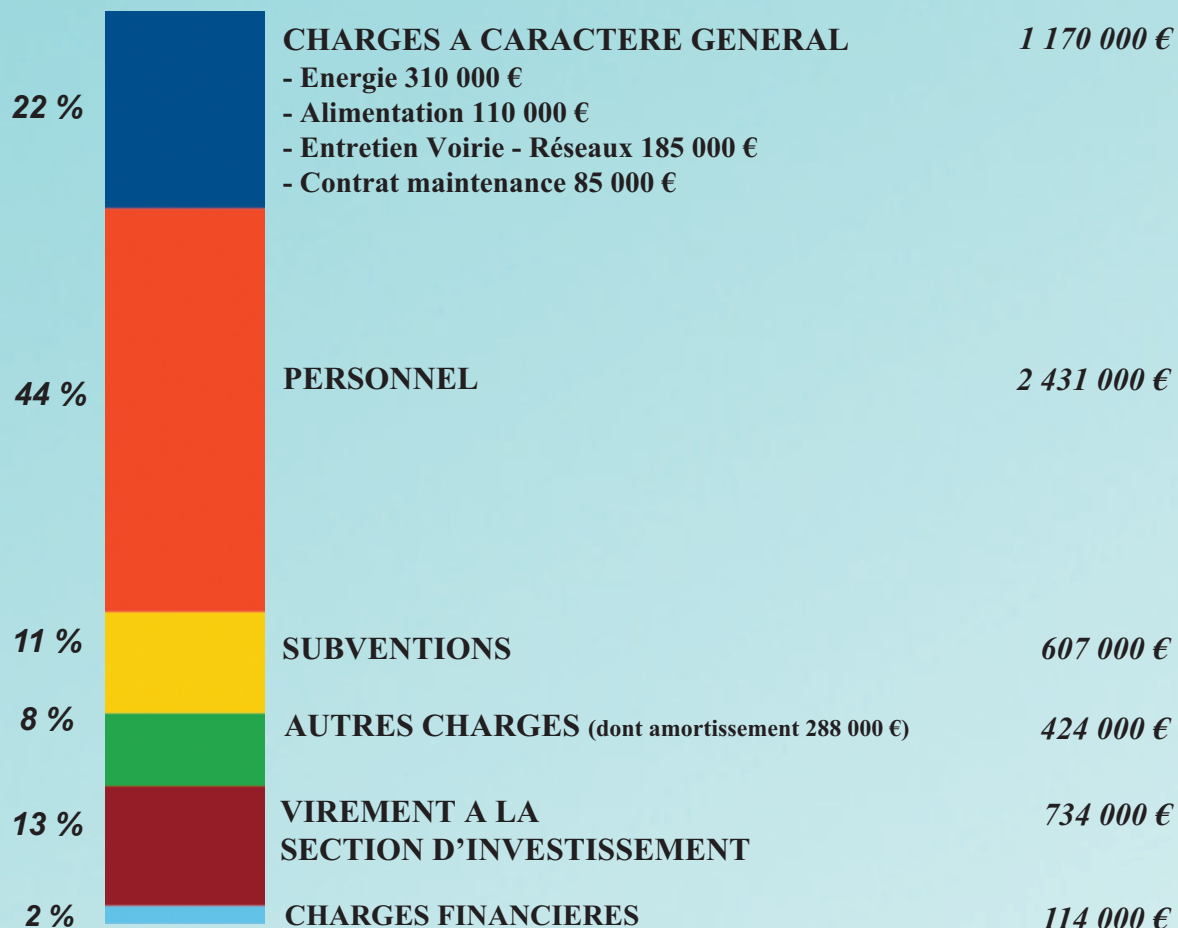 22 %
CHARGES A CARACTERE GENERAL 1 170 000 €
- Energie 310 000 €
- Alimentation 110 000 €
- Entretien Voirie - Réseaux 185 000 €
- Contrat maintenance 85 000 €
44 % PERSONNEL 2 431 000 €
11 % SUBVENTIONS 607 000 €
8 % AUTRES CHARGES (dont amortissement 288 000 €) 424 000 €
13 % VIREMENT A LA 734 000 €
SECTION D’INVESTISSEMENT
2 % CHARGES FINANCIERES 114 000 €